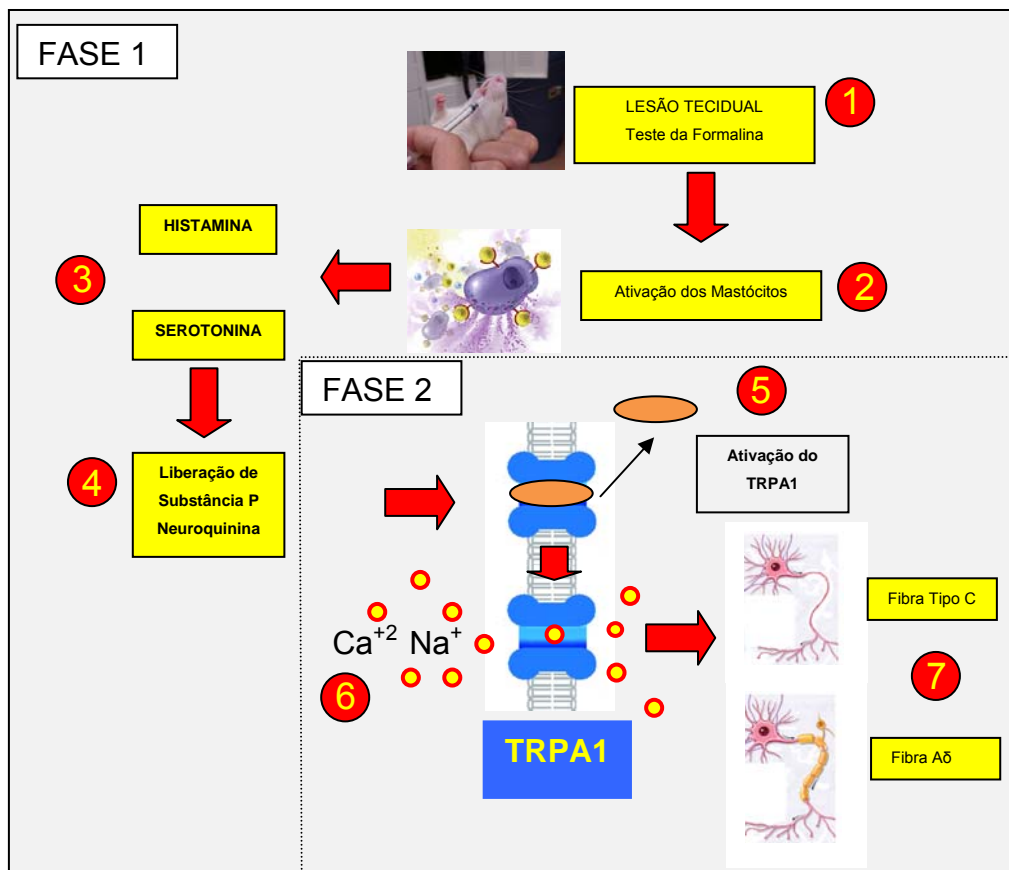 FASE 1
LESÃO TECIDUAL
Teste da Formalina
1
Ativação dos Mastócitos
2
HISTAMINA
3
SEROTONINA
4
Liberação de
Substância P
Neuroquinina
FASE 2
5
Ativação do
TRPA1
Ca+2 Na+
6
TRPA1
Fibra Tipo C
7
Fibra Aδ